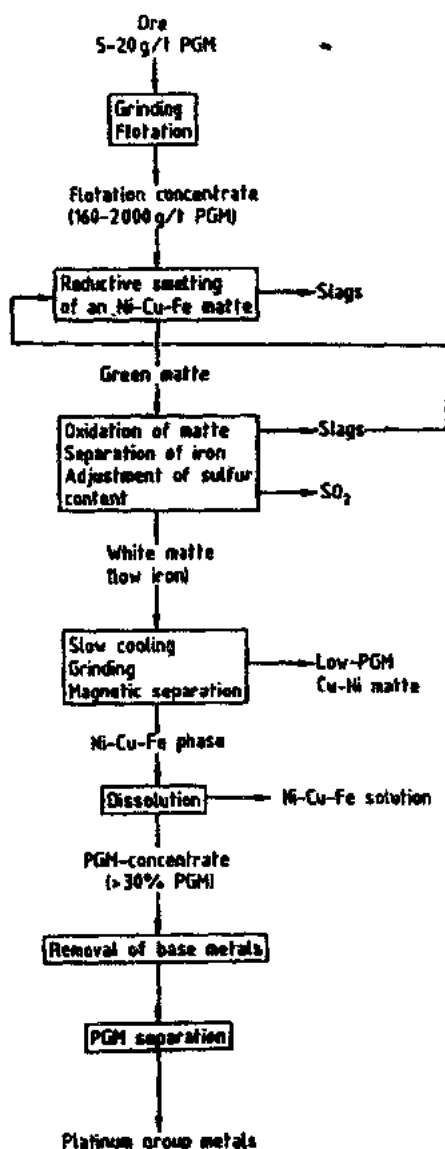 Ore
5-20 g/t PGM
Grinding
Flotation
Flotation concentrate
(160-2000 g/t PGM)
Reductive smelting
of an Ni-Cu-Fe matte
Slags
Green matte
Oxidation of matte
Separation of iron
Adjustment of sulfur
content
Slags
SO₂
White matte
(low iron)
Slow cooling
Grinding
Magnetic separation
Low-PGM
Cu-Ni matte
Ni-Cu-Fe phase
Dissolution
Ni-Cu-Fe solution
PGM-concentrate
(>30% PGM)
Removal of base metals
PGM separation
Platinum group metals